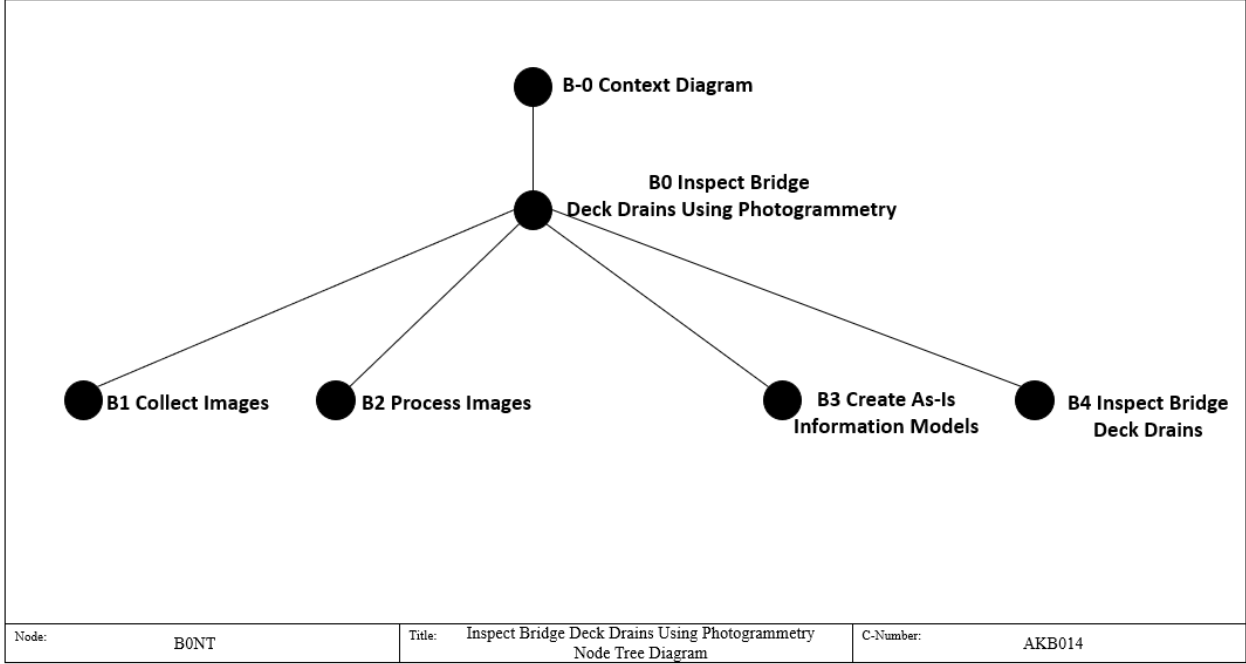 B-0 Context Diagram
B0 Inspect Bridge
Deck Drains Using Photogrammetry
B1 Collect Images
B2 Process Images
B3 Create As-Is
Information Models
B4 Inspect Bridge
Deck Drains
Node:
B0NT
Title:
Inspect Bridge Deck Drains Using Photogrammetry
Node Tree Diagram
C-Number:
AKB014